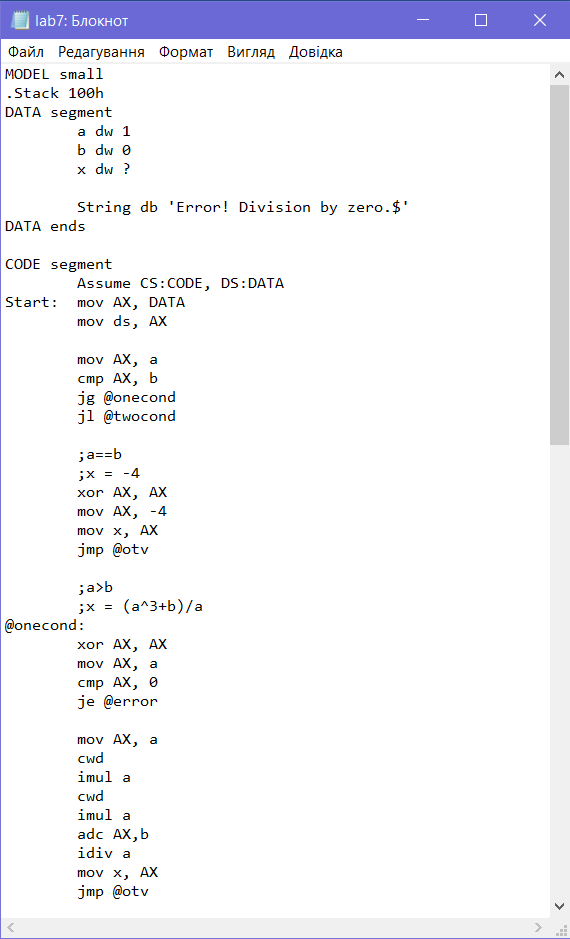 lab7: Блокнот
Файл Редагування Формат Вигляд Довідка
MODEL small
.Stack 100h
DATA segment
        a dw 1
        b dw 0
        x dw ?

        String db 'Error! Division by zero.$'
DATA ends

CODE segment
        Assume CS:CODE, DS:DATA
Start:  mov AX, DATA
        mov ds, AX

        mov AX, a
        cmp AX, b
        jg @onecond
        jl @twocond

        ;a==b
        ;x = -4
        xor AX, AX
        mov AX, -4
        mov x, AX
        jmp @otv

        ;a>b
        ;x = (a^3+b)/a
@onecond:
        xor AX, AX
        mov AX, a
        cmp AX, 0
        je @error

        mov AX, a
        cwd
        imul a
        cwd
        imul a
        adc AX,b
        idiv a
        mov x, AX
        jmp @otv